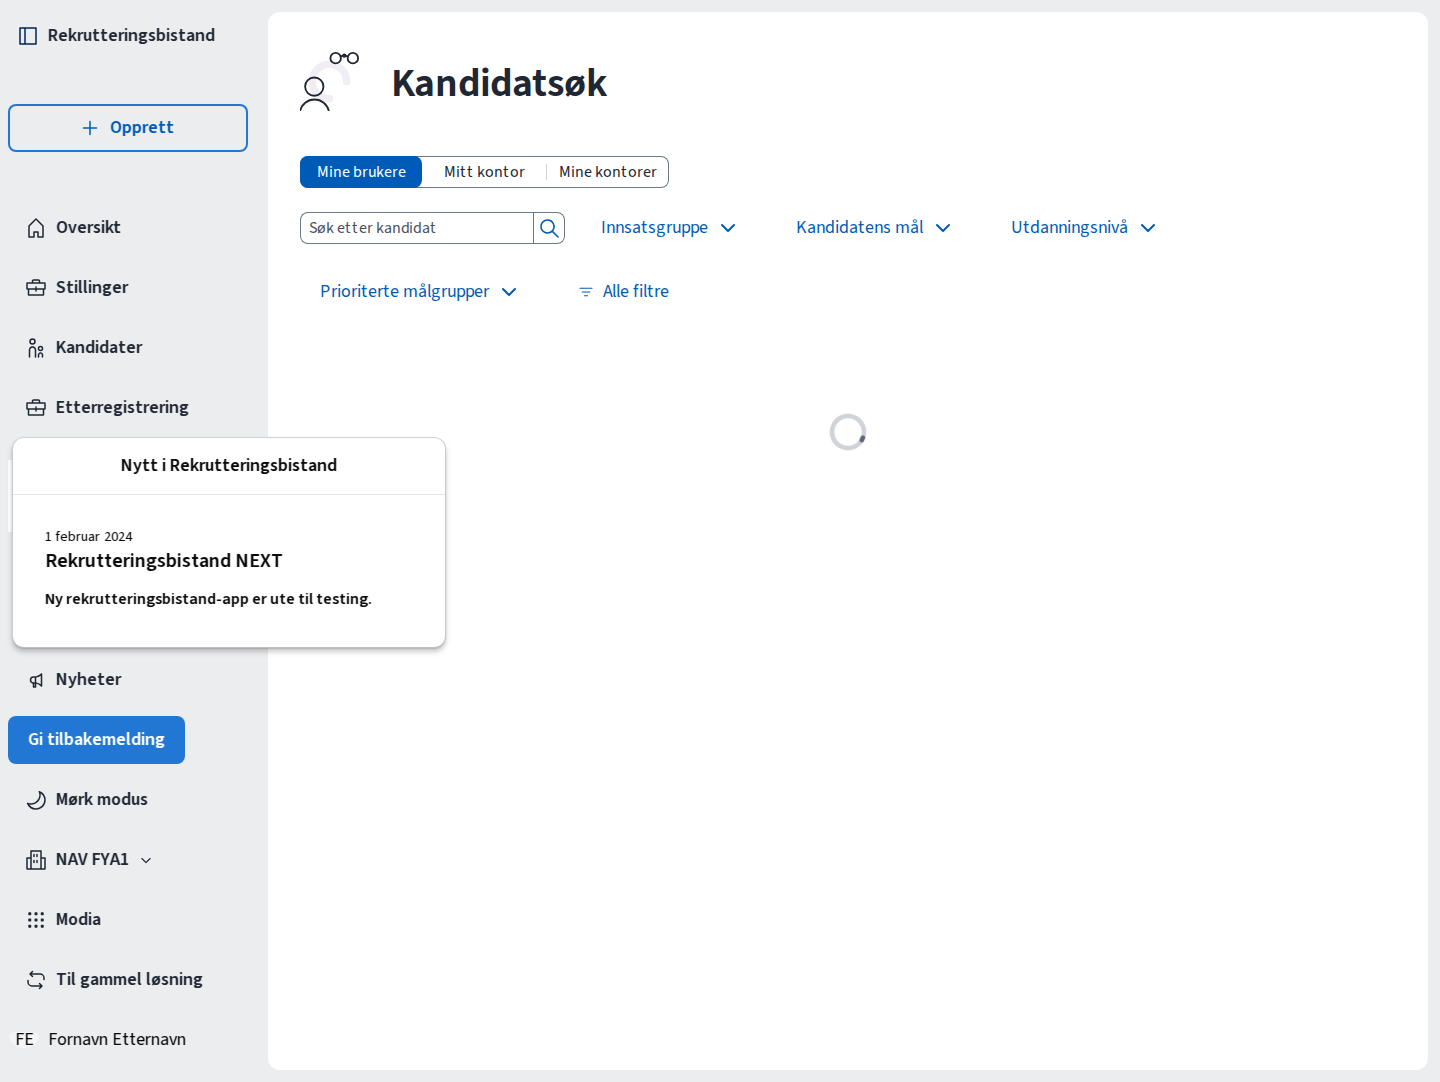 Rekrutteringsbistand
Opprett
Oversikt
Stillinger
Kandidater
Etterregistrering
Nytt i Rekrutteringsbistand
1 februar 2024
Rekrutteringsbistand NEXT
Ny rekrutteringsbistand-app er ute til testing.
Nyheter
Gi tilbakemelding
Mørk modus
NAV FYA1
Modia
Til gammel løsning
FE Fornavn Etternavn
Kandidatsøk
Mine brukere Mitt kontor Mine kontorer
Søk etter kandidat Innsatsgruppe Kandidatens mål Utdanningsnivå
Prioriterte målgrupper Alle filtre